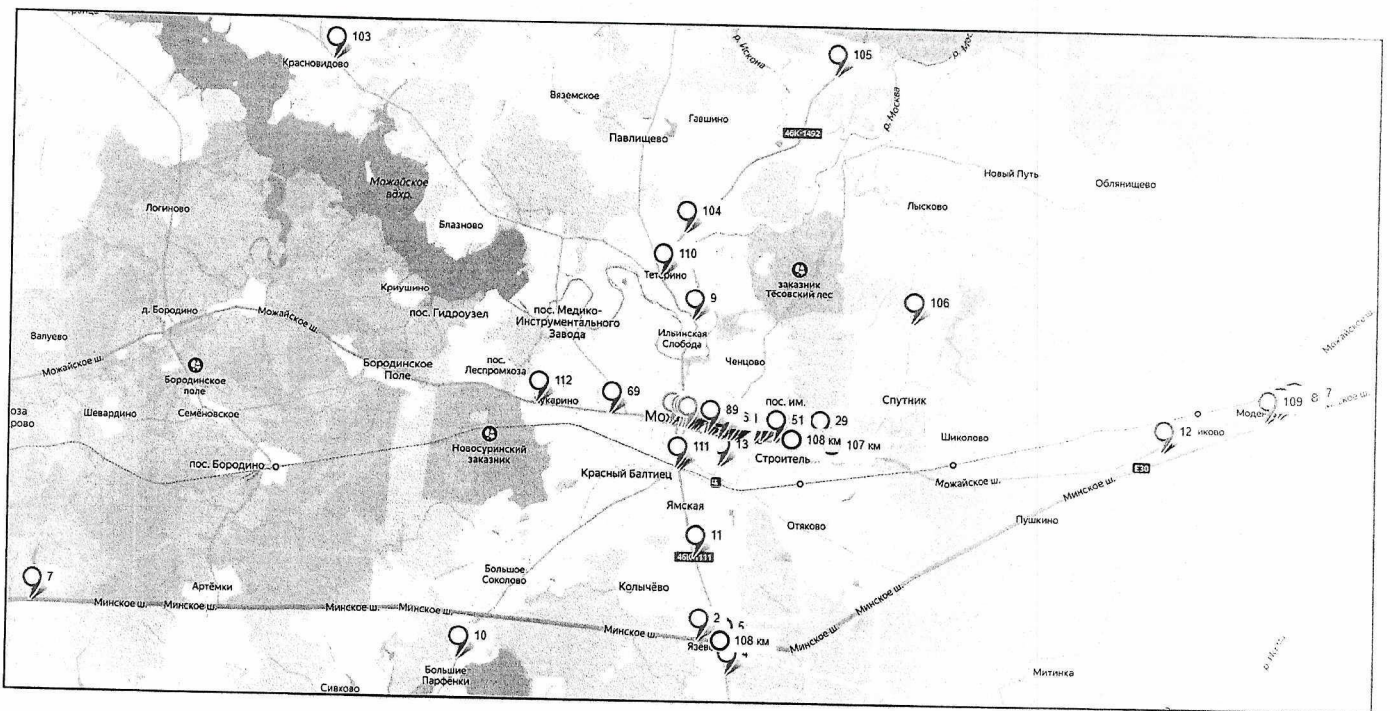 103
Красновидово
р. Искона
105
Вяземское
Гавшино
Павлищево
46К-1492
р. Москва
Новый Путь
Облянищево
Можайское
вдхр.
Логиново
Лысково
104
Блазново
110
Тетерино
заказник
Тёсовский лес
Криушино
9
106
д. Бородино
Можайское ш.
пос. Гидроузел
пос. Медико-
Инструментального
Завода
Ильинская
Слобода
Валуево
Можайское ш.
Бородинское
поле
Бородинское
Поле
пос.
Леспромхоза
Ченцово
112
69
89
пос. им.
51
29
Спутник
109
8
7
Шевардино
Семёновское
108 км
107 км
12
Шиколово
Новосуринский
заказник
111
13
Строитель
пос. Бородино
Красный Балтиец
Можайское ш.
E30
Минское ш.
Ямская
Отяково
Пушкино
11
7
Артёмки
Большое
Соколово
Колычёво
Минское ш.
Минское ш.
Минское ш.
Минское ш.
Минское ш.
Минское ш.
Минское ш.
2
5
108 км
4
10
Большие
Парфёнки
Сивково
Митинка